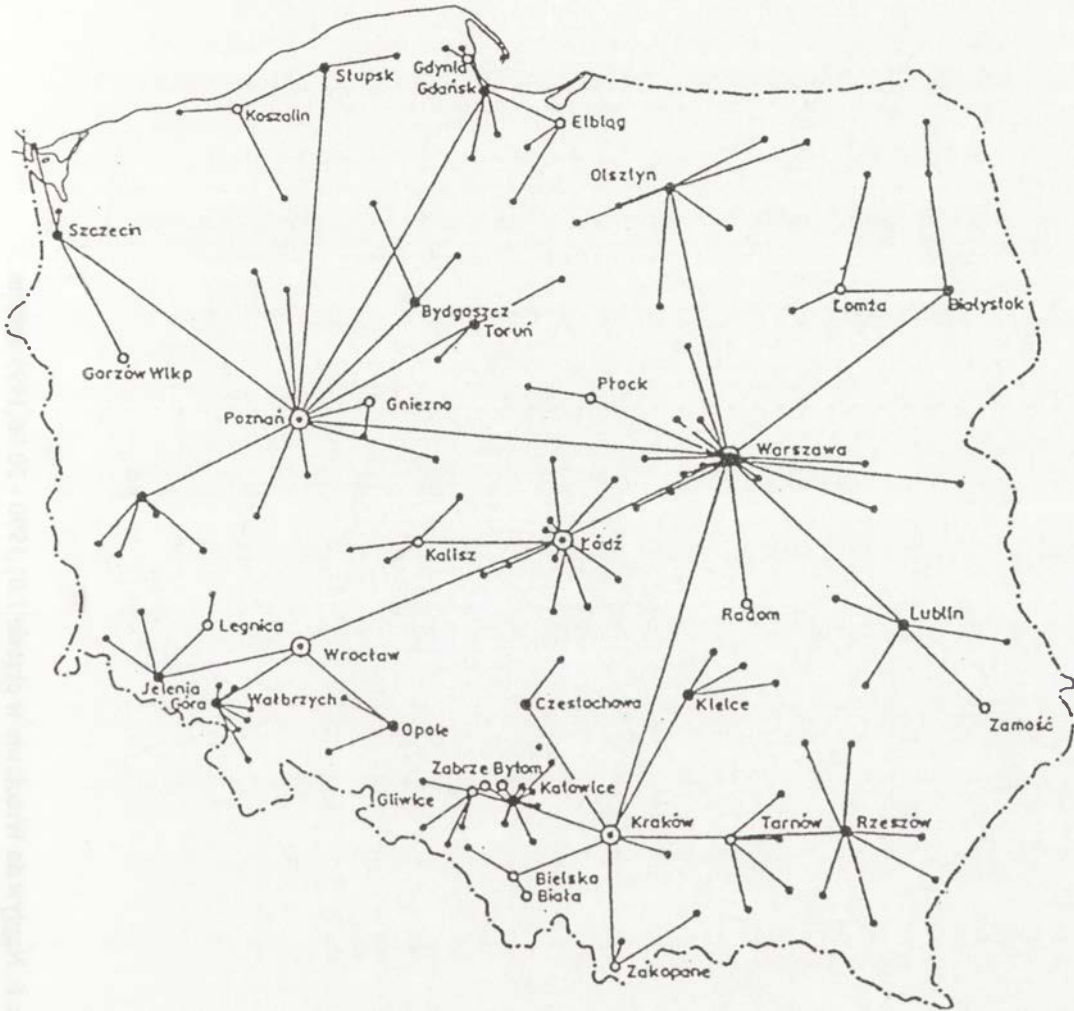 Słupsk
Gdynia
Gdańsk
Koszalin
Elbląg
Olsztyn
Szczecin
Bydgoszcz
Toruń
Łomża
Białystok
Gorzów Wlkp
Płock
Gniezno
Poznań
Warszawa
Kalisz
Łódź
Radom
Lublin
Legnica
Wrocław
Jelenia
Góra
Wałbrzych
Częstochowa
Kielce
Zamość
Opole
Zabrze Bytom
Katowice
Gliwice
Kraków
Tarnów
Rzeszów
Bielsko
Biała
Zakopane